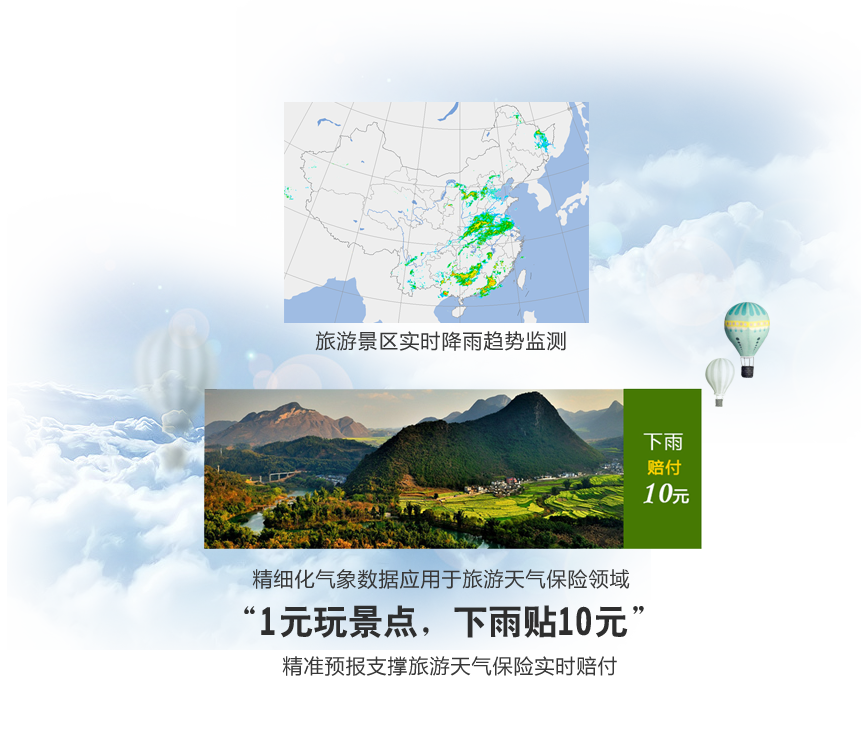 旅游景区实时降雨趋势监测
下雨
赔付
10元
精细化气象数据应用于旅游天气保险领域
“1元玩景点，下雨贴10元”
精准预报支撑旅游天气保险实时赔付